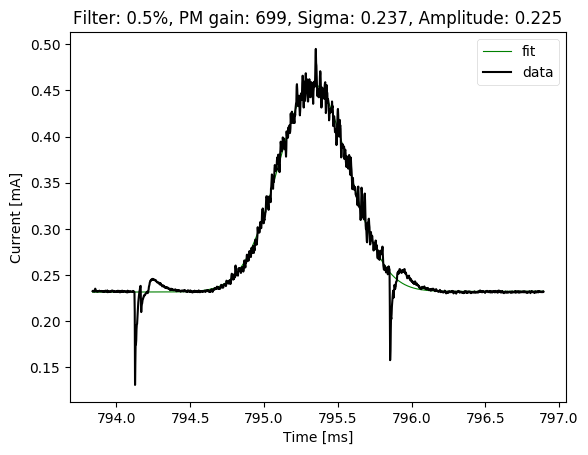 Filter: 0.5%, PM gain: 699, Sigma: 0.237, Amplitude: 0.225
fit
data
0.50
0.45
0.40
0.35
0.30
0.25
0.20
0.15
Current [mA]
794.0 794.5 795.0 795.5 796.0 796.5 797.0
Time [ms]